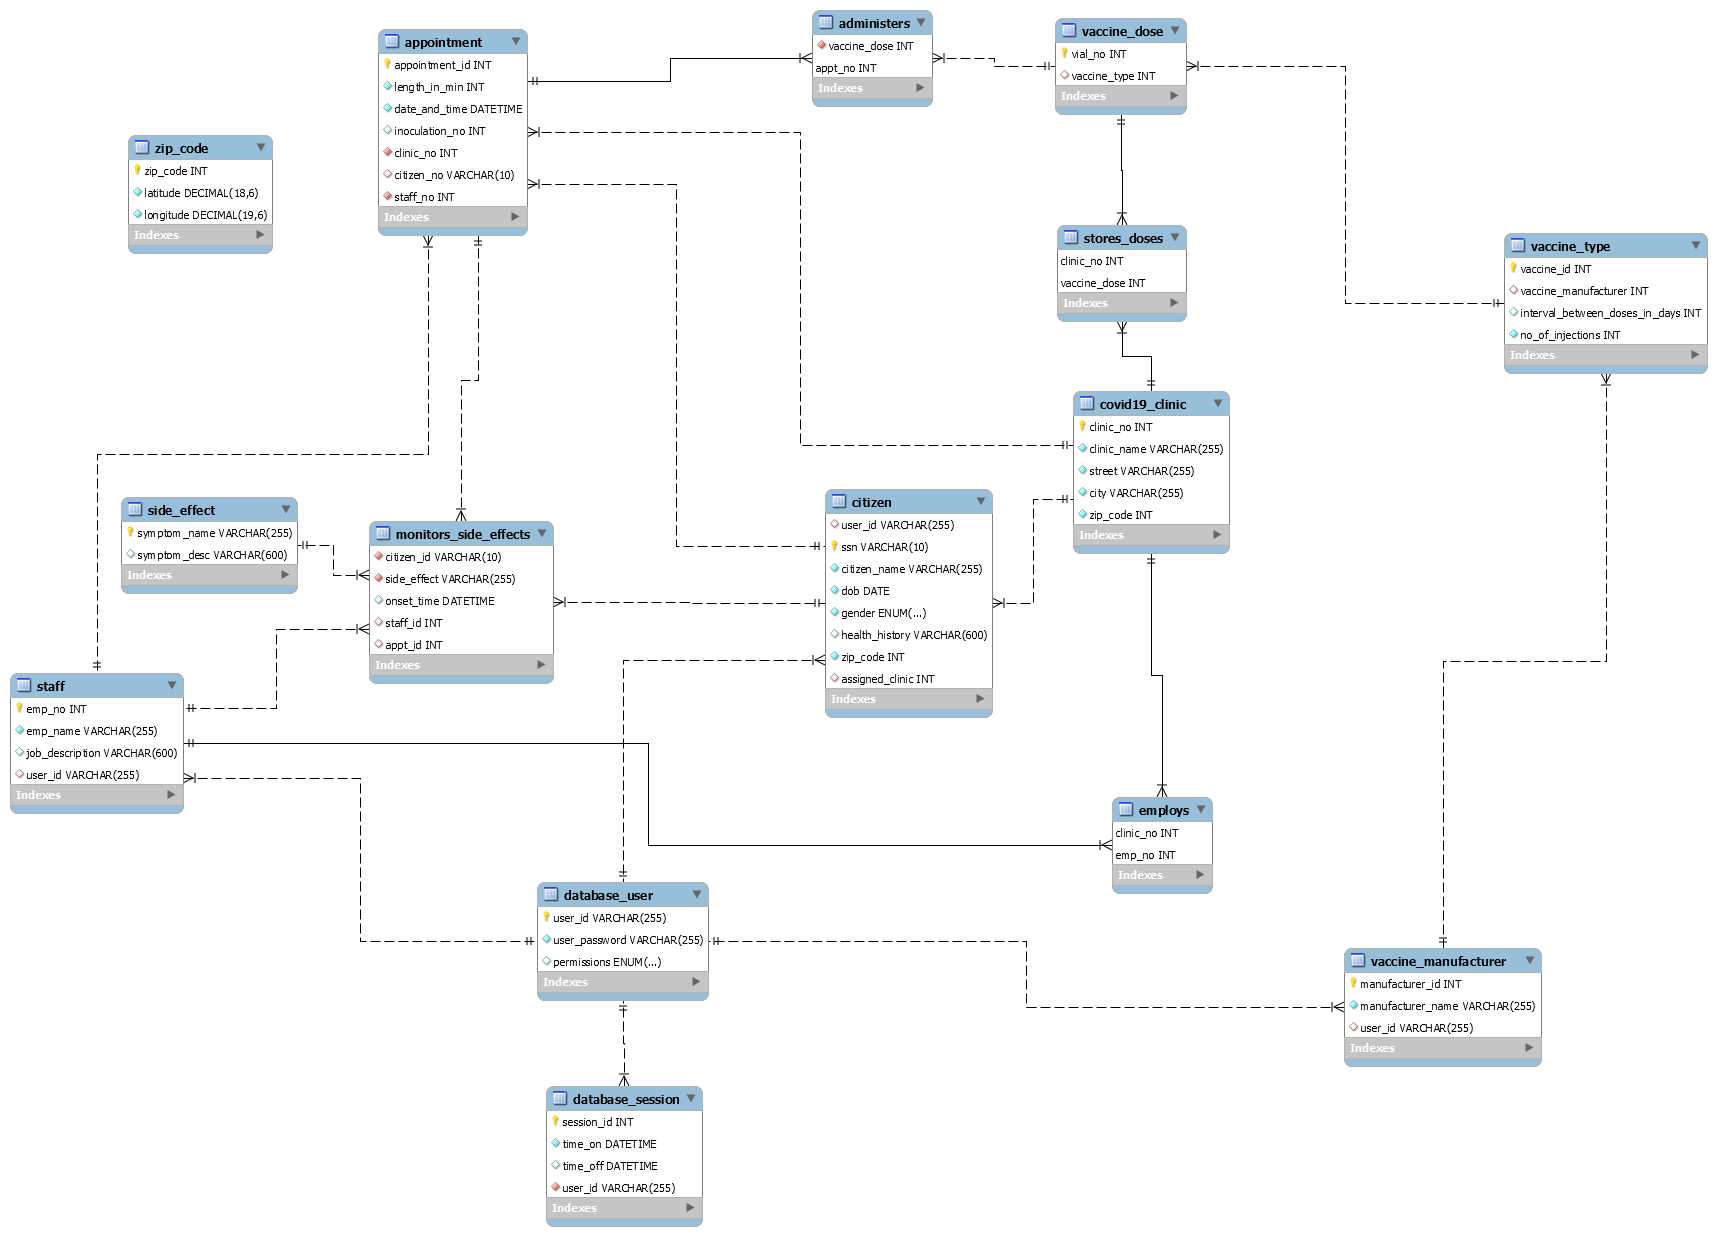 administers
vaccine_dose INT
appt_no INT
Indexes
vaccine_dose
vial_no INT
vaccine_type INT
Indexes
appointment
appointment_id INT
length_in_min INT
date_and_time DATETIME
inoculation_no INT
clinic_no INT
citizen_no VARCHAR(10)
staff_no INT
Indexes
zip_code
zip_code INT
latitude DECIMAL(18,6)
longitude DECIMAL(19,6)
Indexes
stores_doses
clinic_no INT
vaccine_dose INT
Indexes
vaccine_type
vaccine_id INT
vaccine_manufacturer INT
interval_between_doses_in_days INT
no_of_injections INT
Indexes
covid19_clinic
clinic_no INT
clinic_name VARCHAR(255)
street VARCHAR(255)
city VARCHAR(255)
zip_code INT
Indexes
side_effect
symptom_name VARCHAR(255)
symptom_desc VARCHAR(600)
Indexes
monitors_side_effects
citizen_id VARCHAR(10)
side_effect VARCHAR(255)
onset_time DATETIME
staff_id INT
appt_id INT
Indexes
citizen
user_id VARCHAR(255)
ssn VARCHAR(10)
citizen_name VARCHAR(255)
dob DATE
gender ENUM(...)
health_history VARCHAR(600)
zip_code INT
assigned_clinic INT
Indexes
staff
emp_no INT
emp_name VARCHAR(255)
job_description VARCHAR(600)
user_id VARCHAR(255)
Indexes
employs
clinic_no INT
emp_no INT
Indexes
database_user
user_id VARCHAR(255)
user_password VARCHAR(255)
permissions ENUM(...)
Indexes
vaccine_manufacturer
manufacturer_id INT
manufacturer_name VARCHAR(255)
user_id VARCHAR(255)
Indexes
database_session
session_id INT
time_on DATETIME
time_off DATETIME
user_id VARCHAR(255)
Indexes